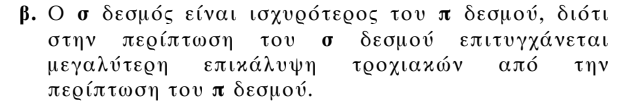 β. Ο σ δεσμός είναι ισχυρότερος του π δεσμού, διότι
στην περίπτωση του σ δεσμού επιτυγχάνεται
μεγαλύτερη επικάλυψη τροχιακών από την
περίπτωση του π δεσμού.